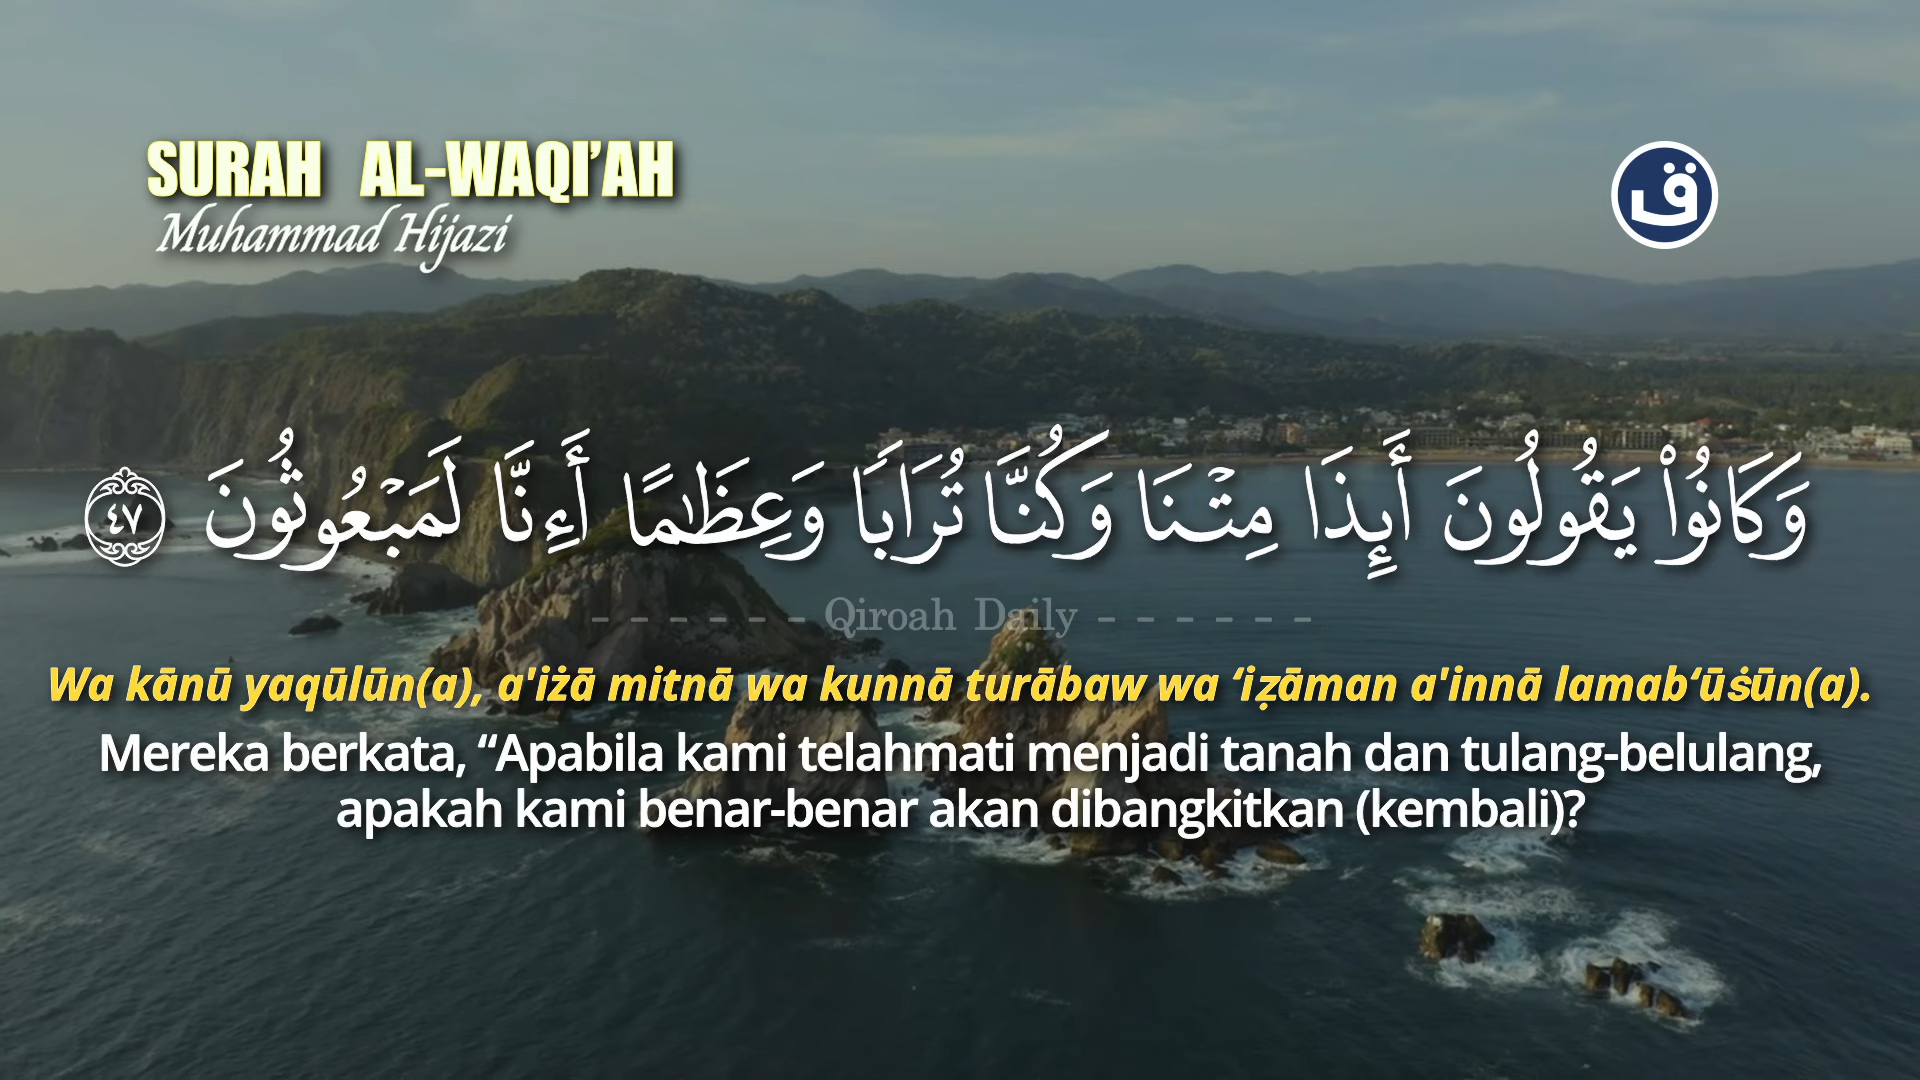 SURAH AL-WAQI’AH
Muhammad Hijazi
ق
وَكَانُوا۟ يَقُولُونَ أَئِذَا مِتْنَا وَكُنَّا تُرَابًا وَعِظَٰمًا أَءِنَّا لَمَبْعُوثُونَ ٤٧
- - - - - - Qiroah Daily - - - - - -
Wa kānū yaqūlūn(a), a'iżā mitnā wa kunnā turābaw wa ‘iẓāman a'innā lamab‘ūṡūn(a).
Mereka berkata, “Apabila kami telahmati menjadi tanah dan tulang-belulang,
apakah kami benar-benar akan dibangkitkan (kembali)?